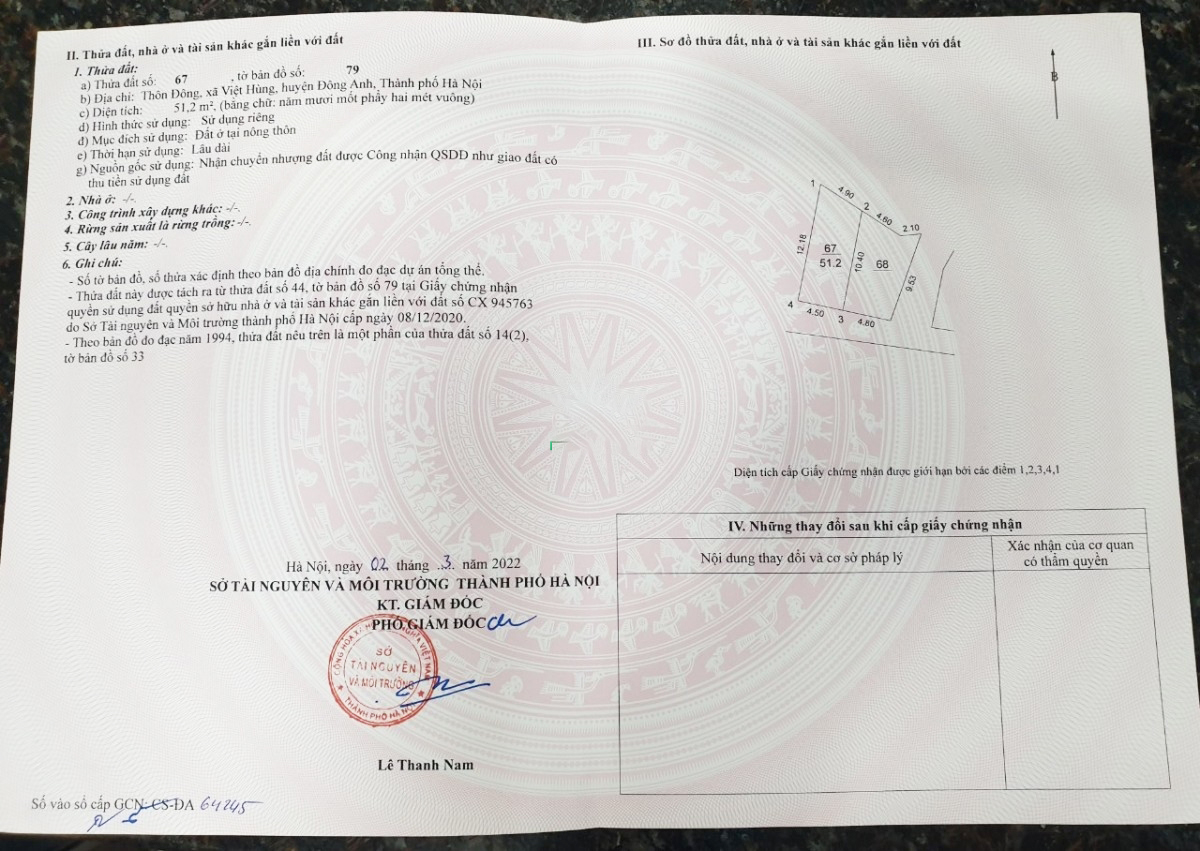 II. Thửa đất, nhà ở và tài sản khác gắn liền với đất
1. Thửa đất:
a) Thửa đất số: 67 , tờ bản đồ số: 79
b) Địa chỉ: Thôn Đông, xã Việt Hùng, huyện Đông Anh, Thành phố Hà Nội
c) Diện tích: 51,2 m². (bằng chữ: năm mươi mốt phẩy hai mét vuông)
d) Hình thức sử dụng: Sử dụng riêng
đ) Mục đích sử dụng: Đất ở tại nông thôn
e) Thời hạn sử dụng: Lâu dài
g) Nguồn gốc sử dụng: Nhận chuyển nhượng đất được Công nhận QSDĐ như giao đất có
thu tiền sử dụng đất
2. Nhà ở: -/-.
3. Công trình xây dựng khác: -/-.
4. Rừng sản xuất là rừng trồng: -/-.
5. Cây lâu năm: -/-.
6. Ghi chú:
- Số tờ bản đồ, số thửa xác định theo bản đồ địa chính đo đạc dự án tổng thể.
- Thửa đất này được tách ra từ thửa đất số 44, tờ bản đồ số 79 tại Giấy chứng nhận
quyền sử dụng đất quyền sở hữu nhà ở và tài sản khác gắn liền với đất số CX 945763
do Sở Tài nguyên và Môi trường thành phố Hà Nội cấp ngày 08/12/2020.
- Theo bản đồ đo đạc năm 1994, thửa đất nêu trên là một phần của thửa đất số 14(2),
tờ bản đồ số 33
Hà Nội, ngày 02 tháng .3. năm 2022
SỞ TÀI NGUYÊN VÀ MÔI TRƯỜNG THÀNH PHỐ HÀ NỘI
KT. GIÁM ĐỐC
PHÓ GIÁM ĐỐC
SỞ
TÀI NGUYÊN
VÀ MÔI TRƯỜNG
THÀNH PHỐ HÀ NỘI
Lê Thanh Nam
Số vào sổ cấp GCN: CS-ĐA 64245
III. Sơ đồ thửa đất, nhà ở và tài sản khác gắn liền với đất
B
1 4.90 2 4.60 2.10
12.18 67 10.40 68 9.53
51.2
4 4.50 3 4.80
Diện tích cấp Giấy chứng nhận được giới hạn bởi các điểm 1,2,3,4,1
IV. Những thay đổi sau khi cấp giấy chứng nhận
Nội dung thay đổi và cơ sở pháp lý
Xác nhận của cơ quan
có thẩm quyền